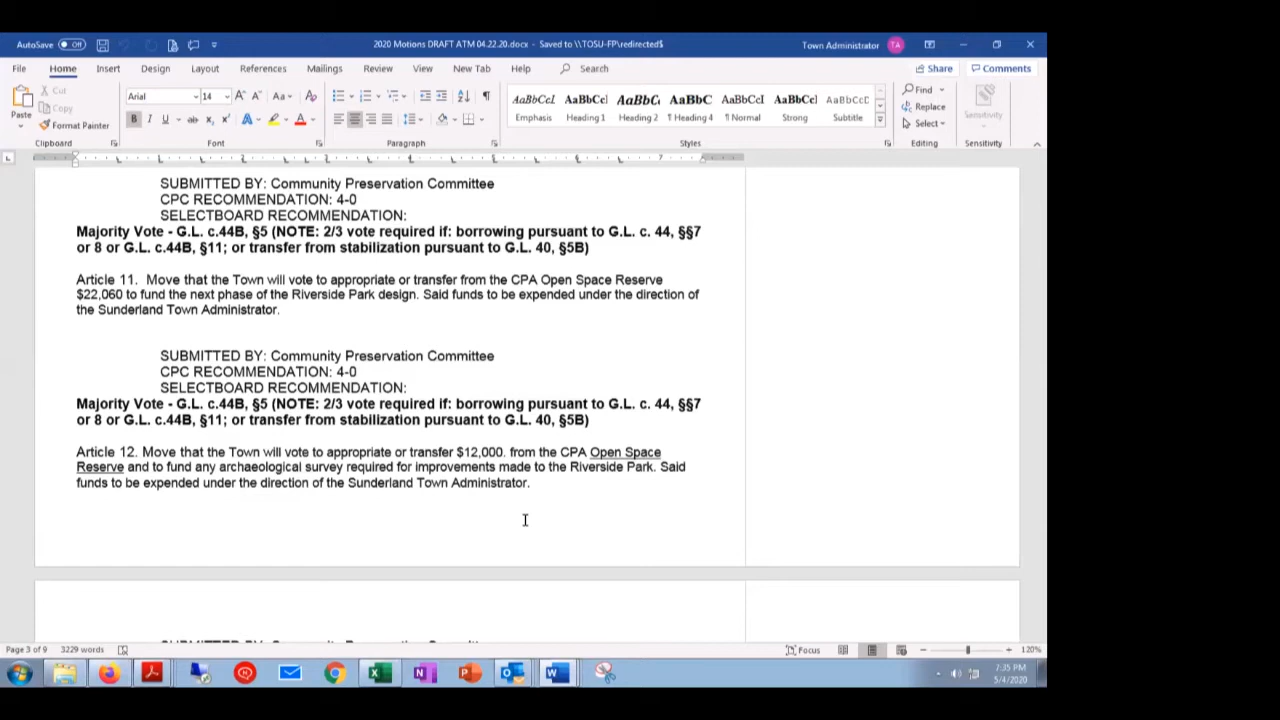 AutoSave Off
2020 Motions DRAFT ATM 04.22.20.docx - Saved to \\TOSU-FP\redirected$
Town Administrator TA
File Home Insert Design Layout References Mailings Review View New Tab Help Search Share Comments
Paste
Cut
Copy
Format Painter
Clipboard
Arial 14
Font
Paragraph
AaBbCcI AaBbCcI AaBbCc AaBbC AaBbCcI AaBbCcI AaBbCcD
Emphasis Heading 1 Heading 2 ¶ Heading 4 ¶ Normal Strong Subtitle
Styles
Find
Replace
Select
Editing
Sensitivity
Sensitivity
7
SUBMITTED BY: Community Preservation Committee
CPC RECOMMENDATION: 4-0
SELECTBOARD RECOMMENDATION:
Majority Vote - G.L. c.44B, §5 (NOTE: 2/3 vote required if: borrowing pursuant to G.L. c. 44, §§7
or 8 or G.L. c.44B, §11; or transfer from stabilization pursuant to G.L. 40, §5B)
Article 11. Move that the Town will vote to appropriate or transfer from the CPA Open Space Reserve
$22,060 to fund the next phase of the Riverside Park design. Said funds to be expended under the direction of
the Sunderland Town Administrator.
SUBMITTED BY: Community Preservation Committee
CPC RECOMMENDATION: 4-0
SELECTBOARD RECOMMENDATION:
Majority Vote - G.L. c.44B, §5 (NOTE: 2/3 vote required if: borrowing pursuant to G.L. c. 44, §§7
or 8 or G.L. c.44B, §11; or transfer from stabilization pursuant to G.L. 40, §5B)
Article 12. Move that the Town will vote to appropriate or transfer $12,000. from the CPA Open Space
Reserve and to fund any archaeological survey required for improvements made to the Riverside Park. Said
funds to be expended under the direction of the Sunderland Town Administrator.
SUBMITTED BY: Community Preservation Committee
Page 3 of 9 3229 words Focus 120%
7:35 PM
5/4/2020